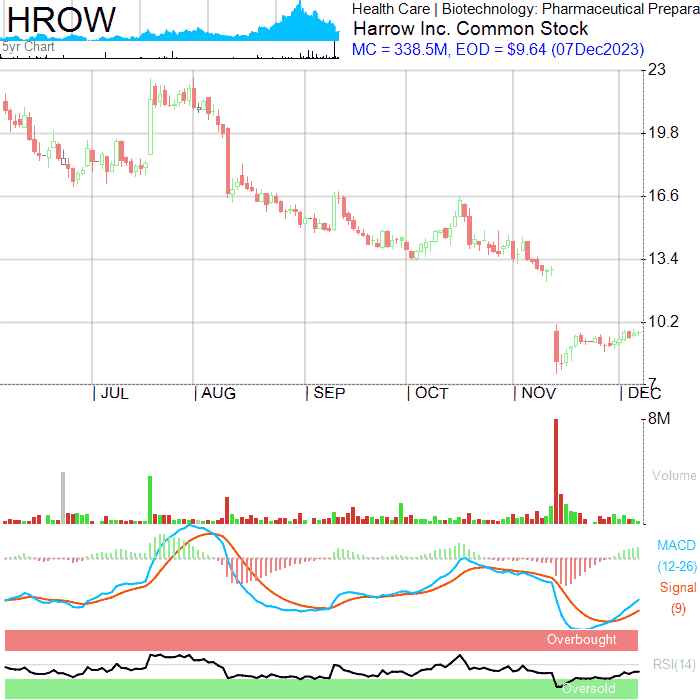 HROW
5yr Chart
Health Care | Biotechnology: Pharmaceutical Prepara
Harrow Inc. Common Stock
MC = 338.5M, EOD = $9.64 (07Dec2023)
23
19.8
16.6
13.4
10.2
7
JUL
AUG
SEP
OCT
NOV
DEC
8M
Volume
MACD
(12-26)
Signal
(9)
Overbought
RSI(14)
Oversold